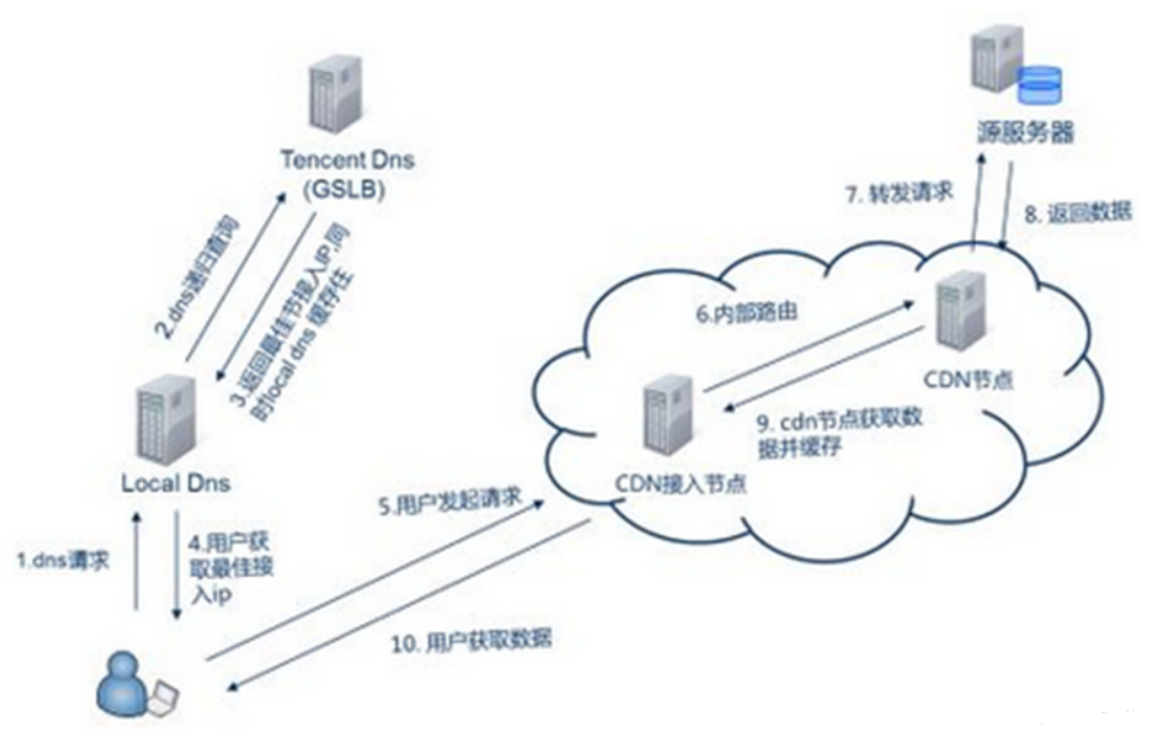 Tencent Dns
(GSLB)
源服务器
2.dns递归查询
3.返回最佳节接入IP,同
时local dns 缓存住
7. 转发请求
8. 返回数据
6.内部路由
CDN节点
9. cdn节点获取数
据并缓存
CDN接入节点
Local Dns
5.用户发起请求
1.dns请求
4.用户获
取最佳接
入ip
10. 用户获取数据